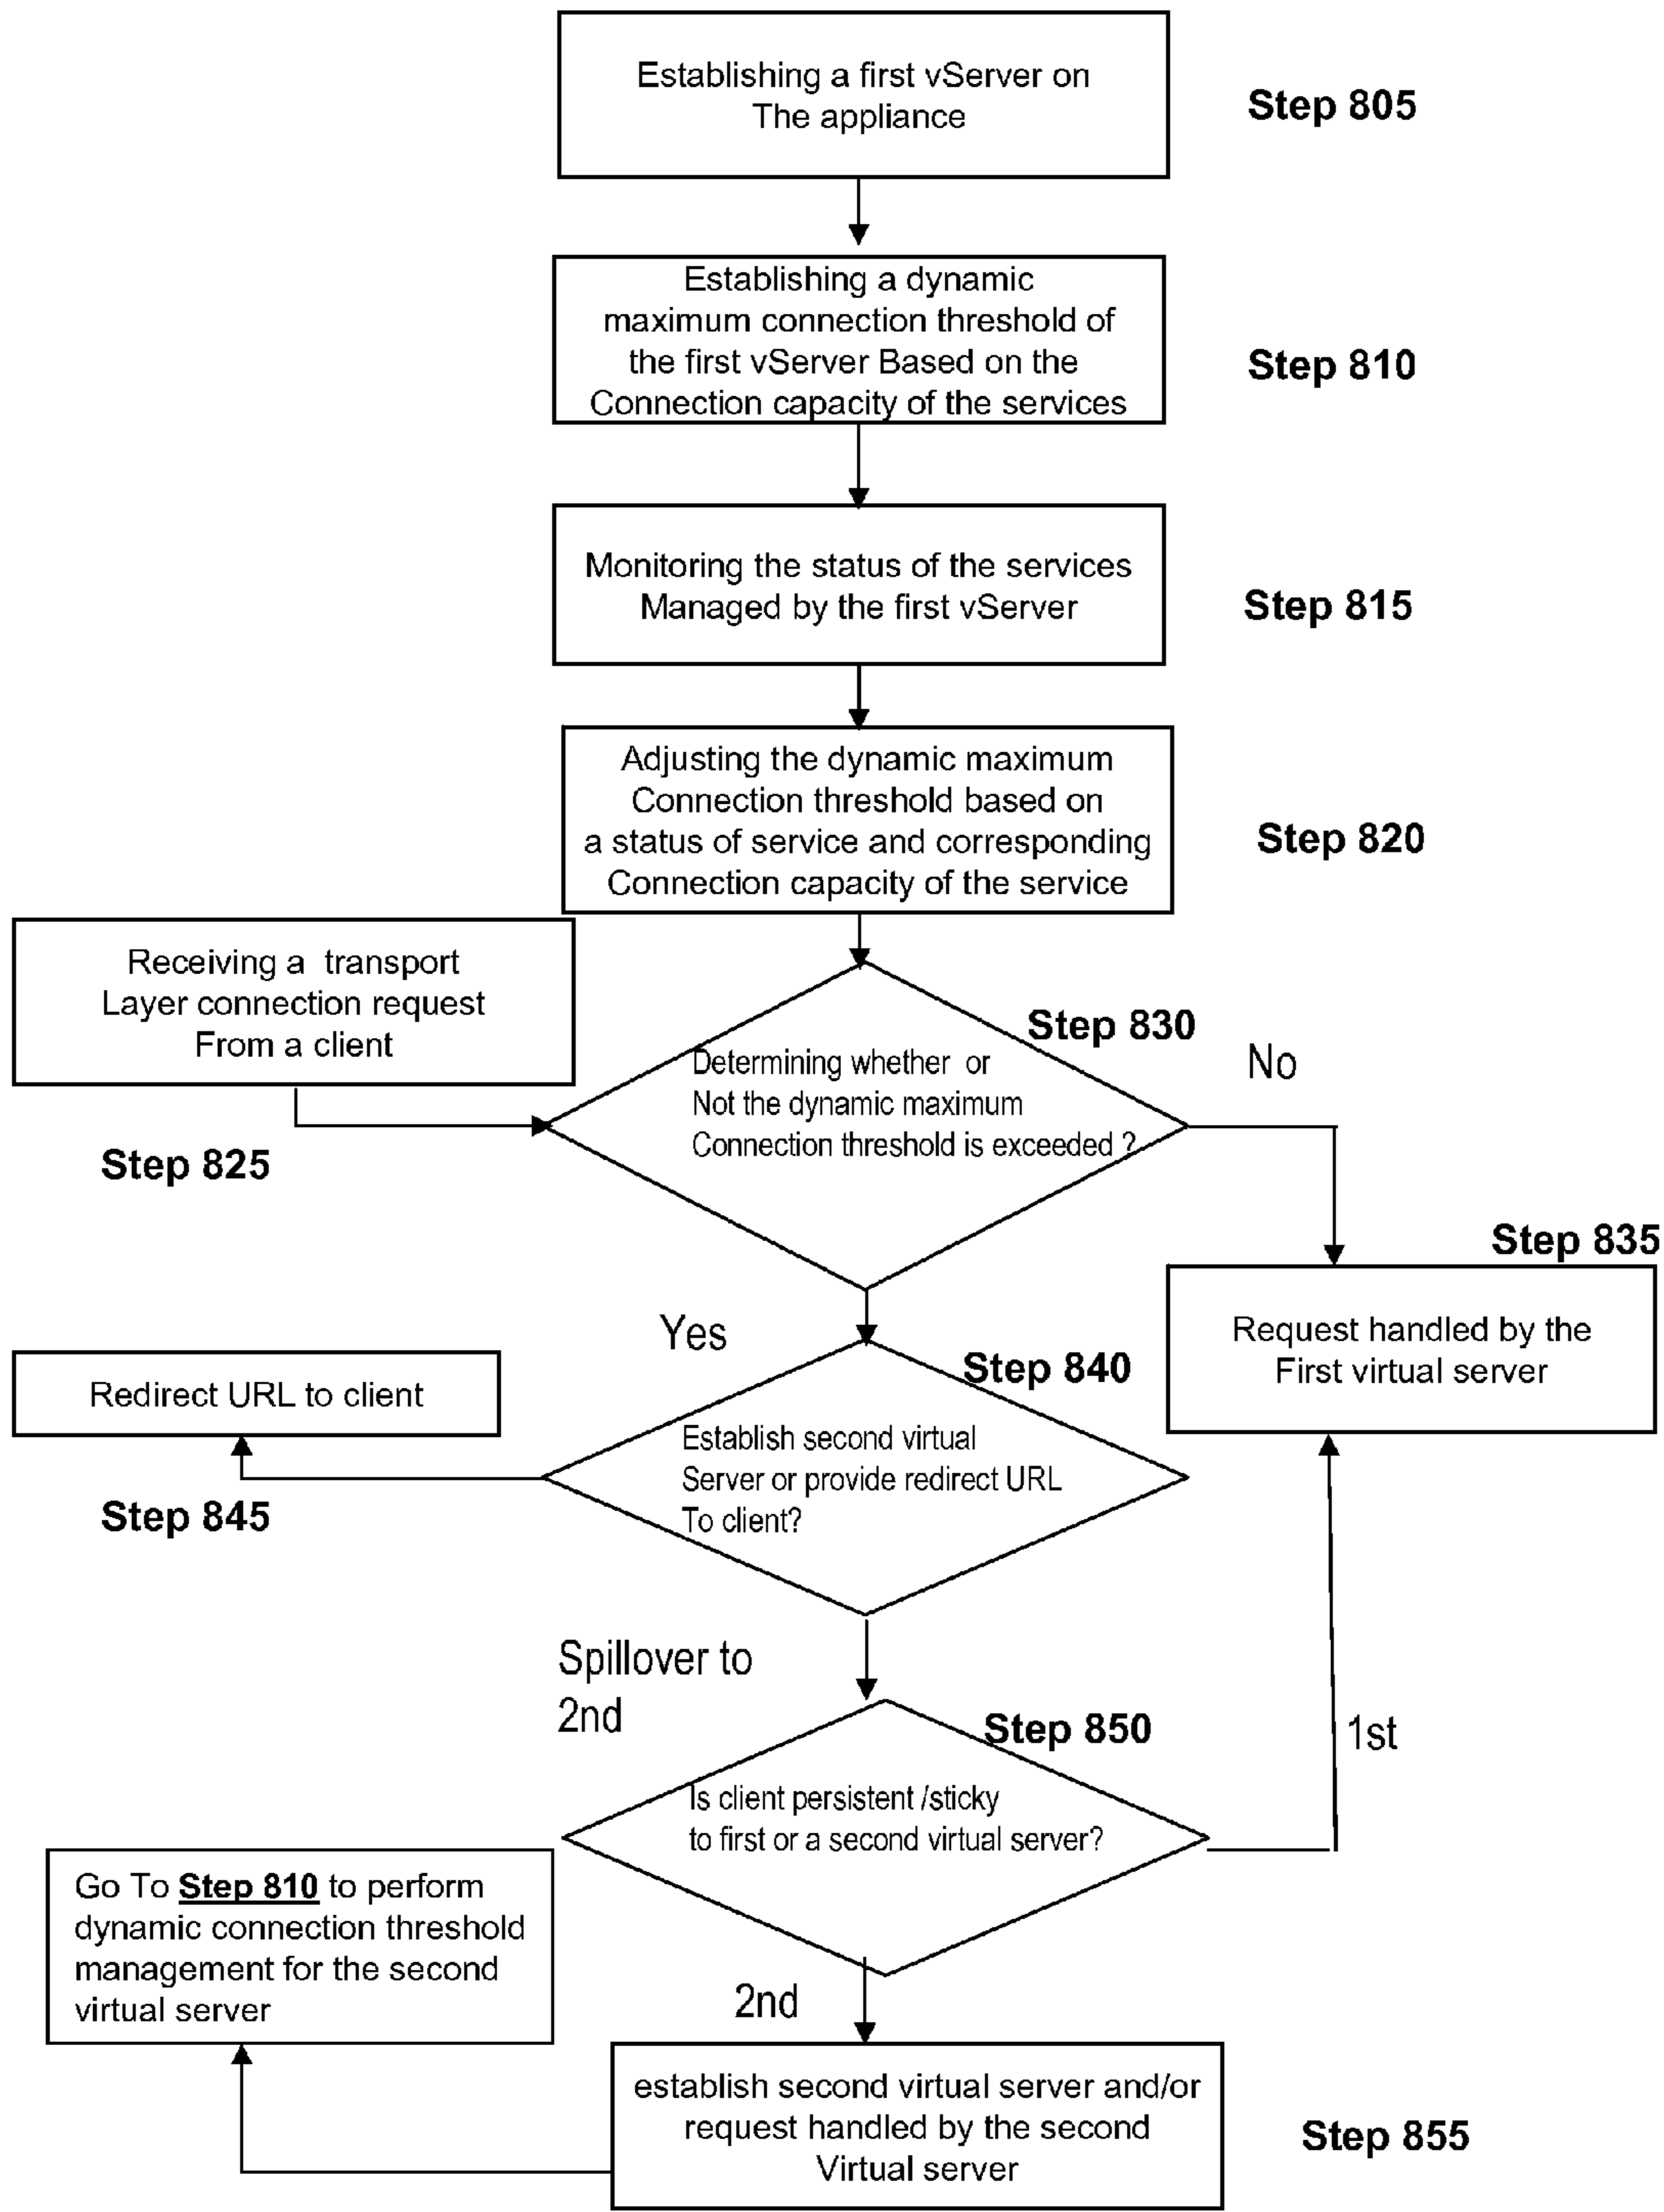 Establishing a first vServer on
The appliance
Step 805
Establishing a dynamic
maximum connection threshold of
the first vServer Based on the
Connection capacity of the services
Step 810
Monitoring the status of the services
Managed by the first vServer
Step 815
Adjusting the dynamic maximum
Connection threshold based on
a status of service and corresponding
Connection capacity of the service
Step 820
Receiving a transport
Layer connection request
From a client
Step 825
Step 830
Determining whether or
Not the dynamic maximum
Connection threshold is exceeded ?
No
Step 835
Request handled by the
First virtual server
Yes
Step 840
Establish second virtual
Server or provide redirect URL
To client?
Redirect URL to client
Step 845
Spillover to
2nd
Step 850
Is client persistent /sticky
to first or a second virtual server?
1st
2nd
Go To Step 810 to perform
dynamic connection threshold
management for the second
virtual server
establish second virtual server and/or
request handled by the second
Virtual server
Step 855